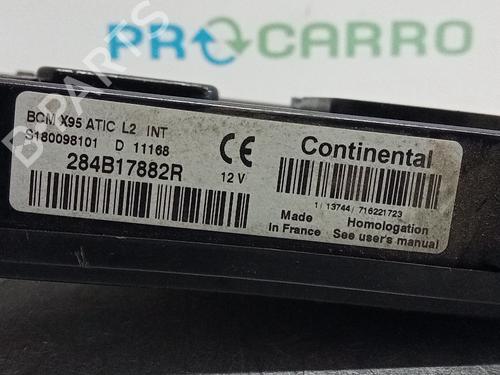 PROCARRO
B PARTS
BCM X95 ATIC L2 INT
S180098101 D 11168
284B17882R
12 V
CE
Continental
1/ 13744/ 716221723
Made
In France
Homologation
See user's manual